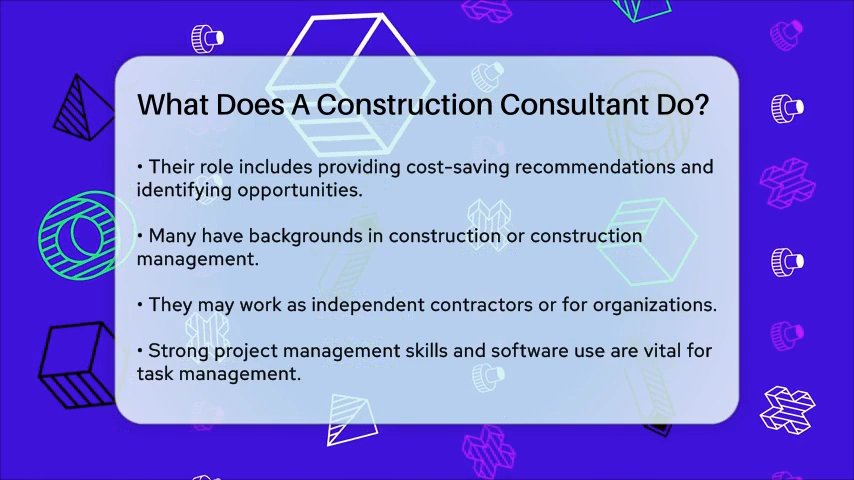 What Does A Construction Consultant Do?
• Their role includes providing cost-saving recommendations and
identifying opportunities.
• Many have backgrounds in construction or construction
management.
• They may work as independent contractors or for organizations.
• Strong project management skills and software use are vital for
task management.